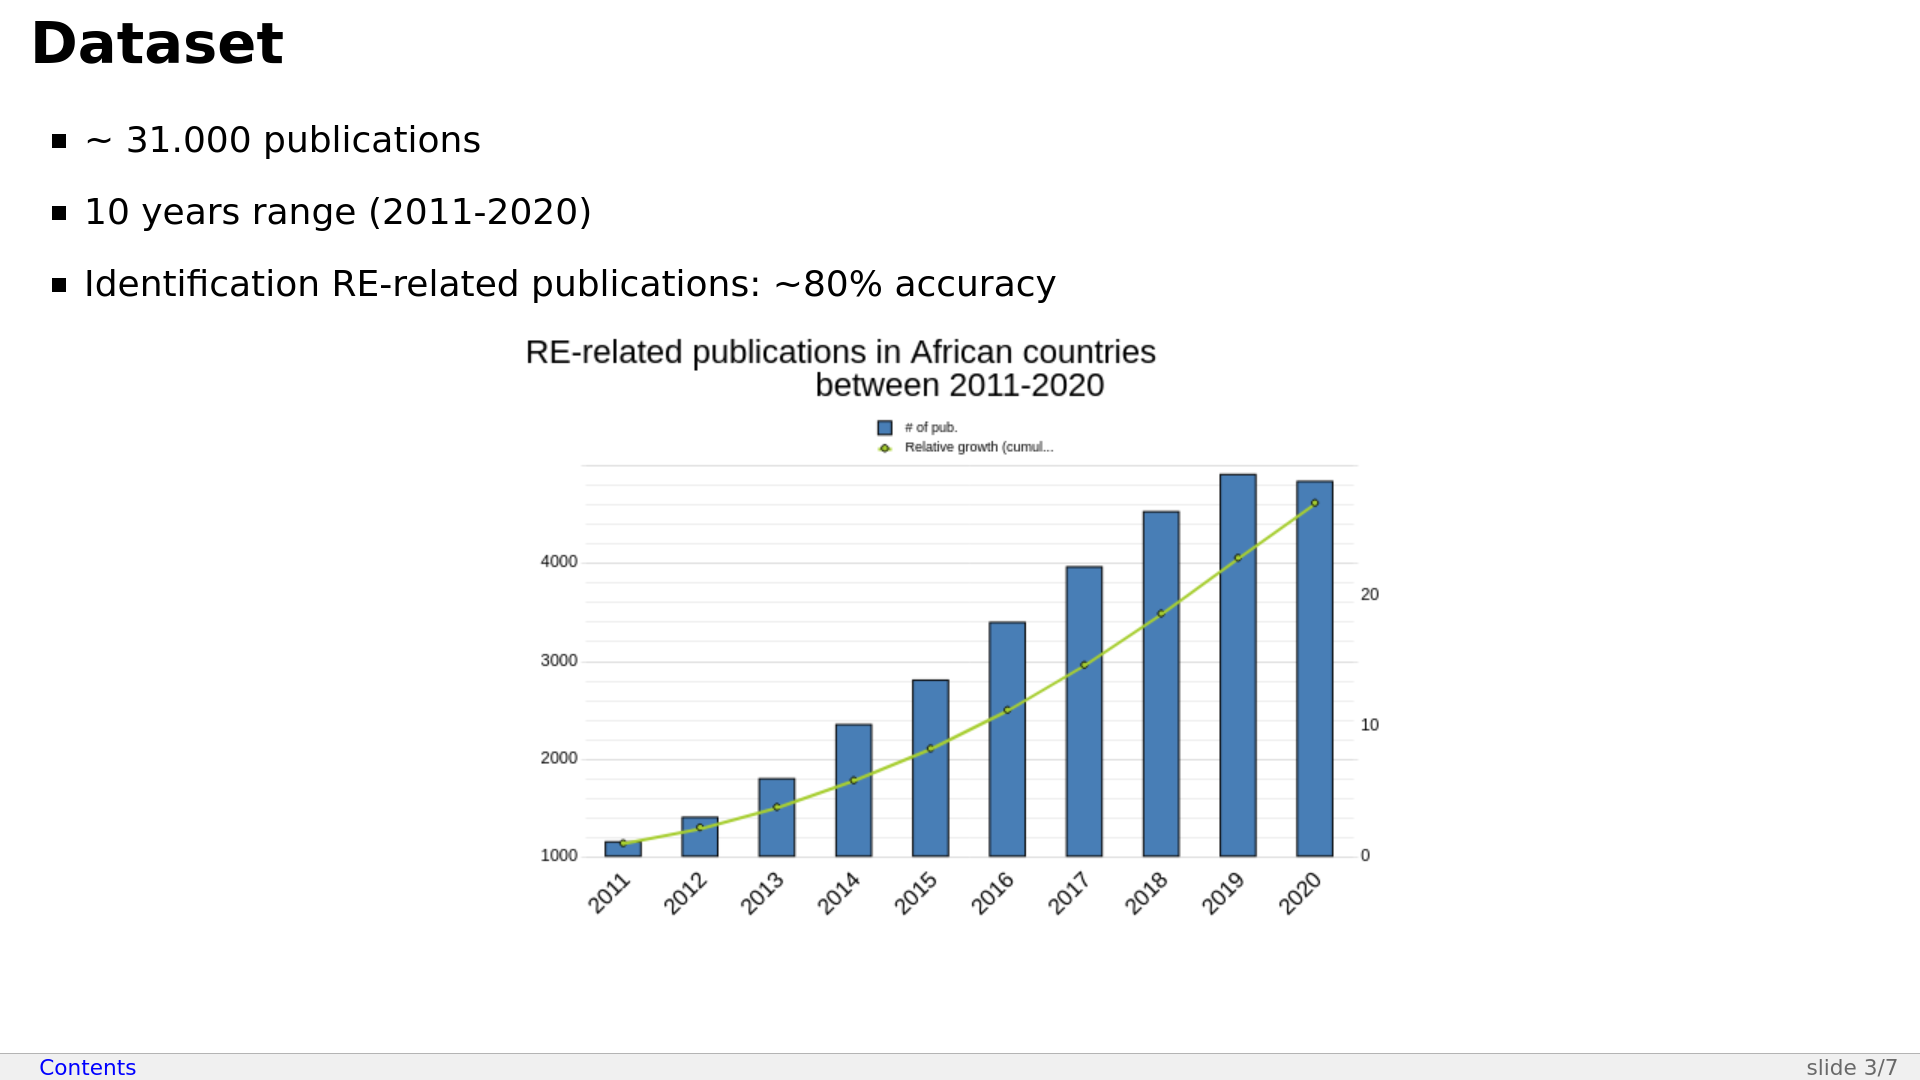 Dataset
~ 31.000 publications
10 years range (2011-2020)
Identification RE-related publications: ~80% accuracy
RE-related publications in African countries
between 2011-2020
# of pub.
Relative growth (cumul...
4000
3000
2000
1000
20
10
0
2011 2012 2013 2014 2015 2016 2017 2018 2019 2020
Contents
slide 3/7